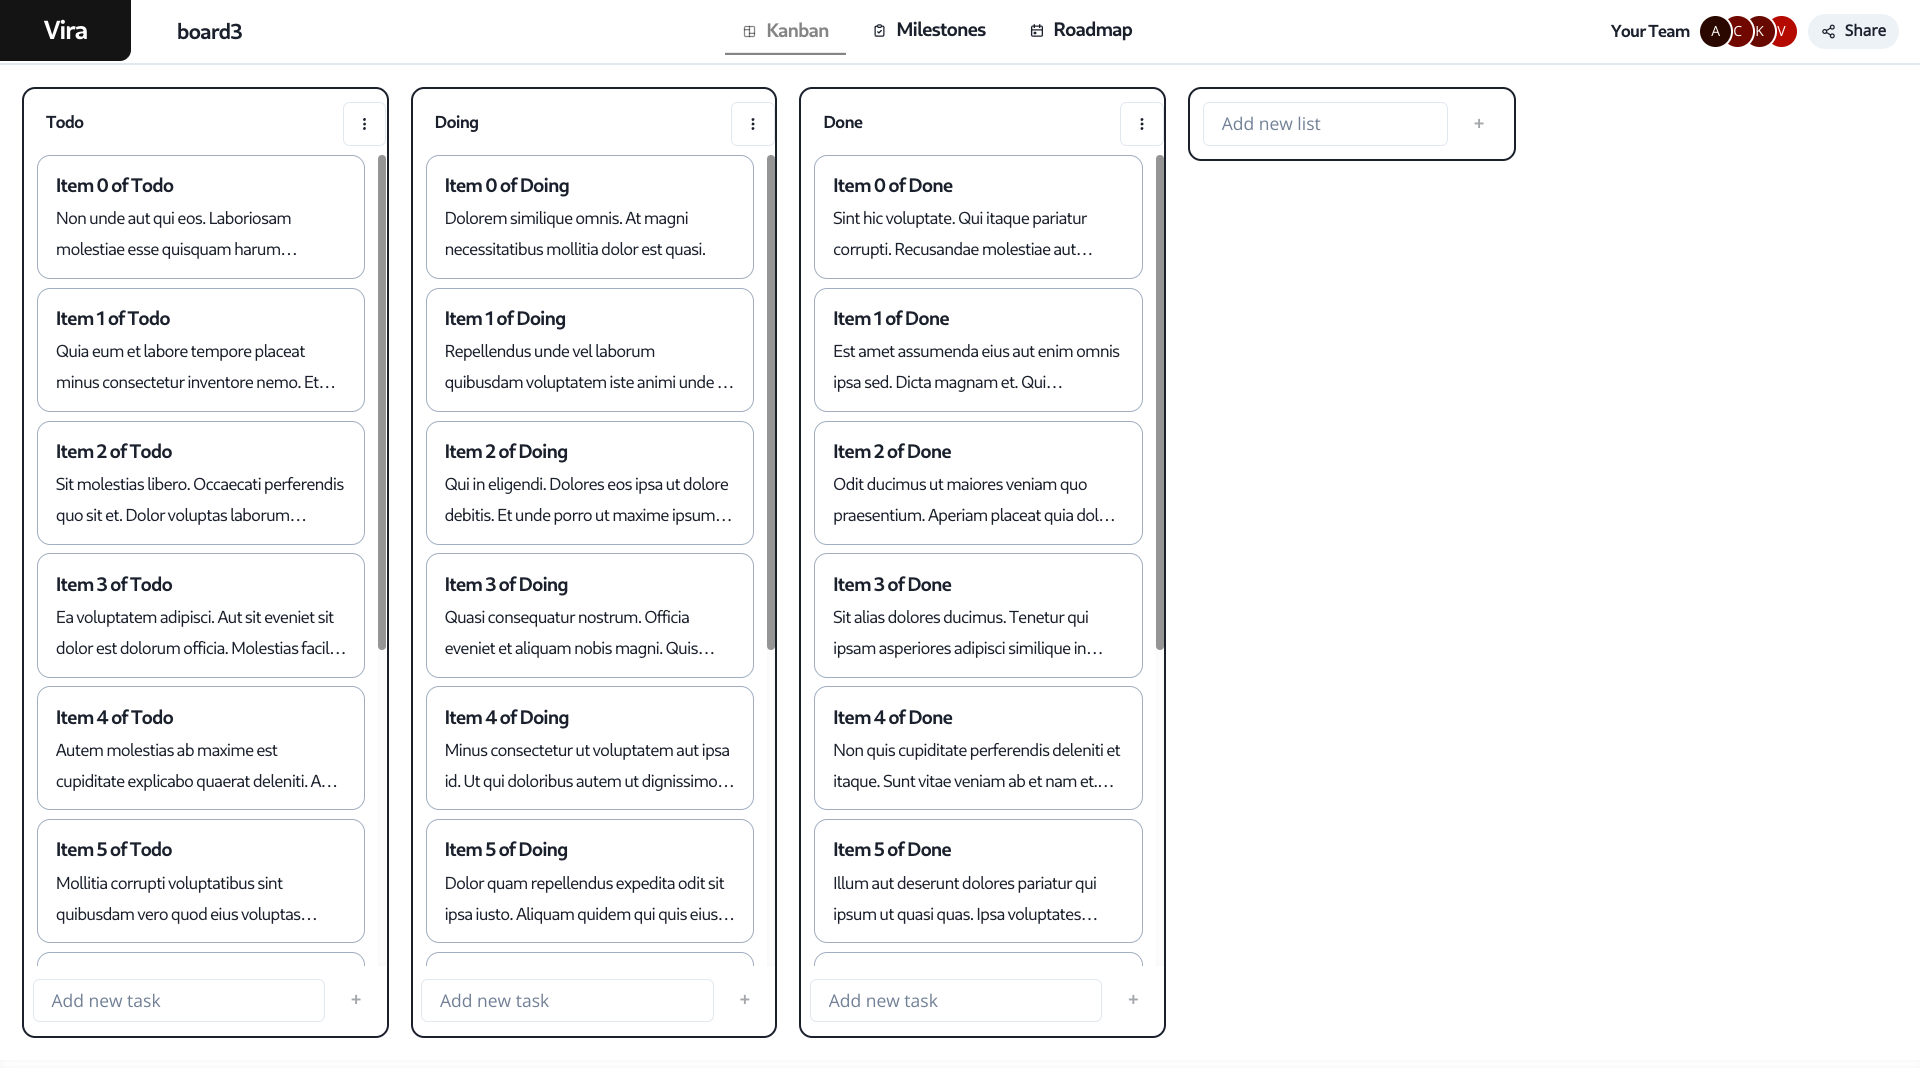 Vira
board3
Kanban
Milestones
Roadmap
Your Team
A
C
K
V
Share
Todo
Item 0 of Todo
Non unde aut qui eos. Laboriosam
molestiae esse quisquam harum…
Item 1 of Todo
Quia eum et labore tempore placeat
minus consectetur inventore nemo. Et…
Item 2 of Todo
Sit molestias libero. Occaecati perferendis
quo sit et. Dolor voluptas laborum…
Item 3 of Todo
Ea voluptatem adipisci. Aut sit eveniet sit
dolor est dolorum officia. Molestias facil…
Item 4 of Todo
Autem molestias ab maxime est
cupiditate explicabo quaerat deleniti. A…
Item 5 of Todo
Mollitia corrupti voluptatibus sint
quibusdam vero quod eius voluptas…
Add new task
+
Doing
Item 0 of Doing
Dolorem similique omnis. At magni
necessitatibus mollitia dolor est quasi.
Item 1 of Doing
Repellendus unde vel laborum
quibusdam voluptatem iste animi unde …
Item 2 of Doing
Qui in eligendi. Dolores eos ipsa ut dolore
debitis. Et unde porro ut maxime ipsum…
Item 3 of Doing
Quasi consequatur nostrum. Officia
eveniet et aliquam nobis magni. Quis…
Item 4 of Doing
Minus consectetur ut voluptatem aut ipsa
id. Ut qui doloribus autem ut dignissimo…
Item 5 of Doing
Dolor quam repellendus expedita odit sit
ipsa iusto. Aliquam quidem qui quis eius…
Add new task
+
Done
Item 0 of Done
Sint hic voluptate. Qui itaque pariatur
corrupti. Recusandae molestiae aut…
Item 1 of Done
Est amet assumenda eius aut enim omnis
ipsa sed. Dicta magnam et. Qui…
Item 2 of Done
Odit ducimus ut maiores veniam quo
praesentium. Aperiam placeat quia dol…
Item 3 of Done
Sit alias dolores ducimus. Tenetur qui
ipsam asperiores adipisci similique in…
Item 4 of Done
Non quis cupiditate perferendis deleniti et
itaque. Sunt vitae veniam ab et nam et.…
Item 5 of Done
Illum aut deserunt dolores pariatur qui
ipsum ut quasi quas. Ipsa voluptates…
Add new task
+
Add new list
+